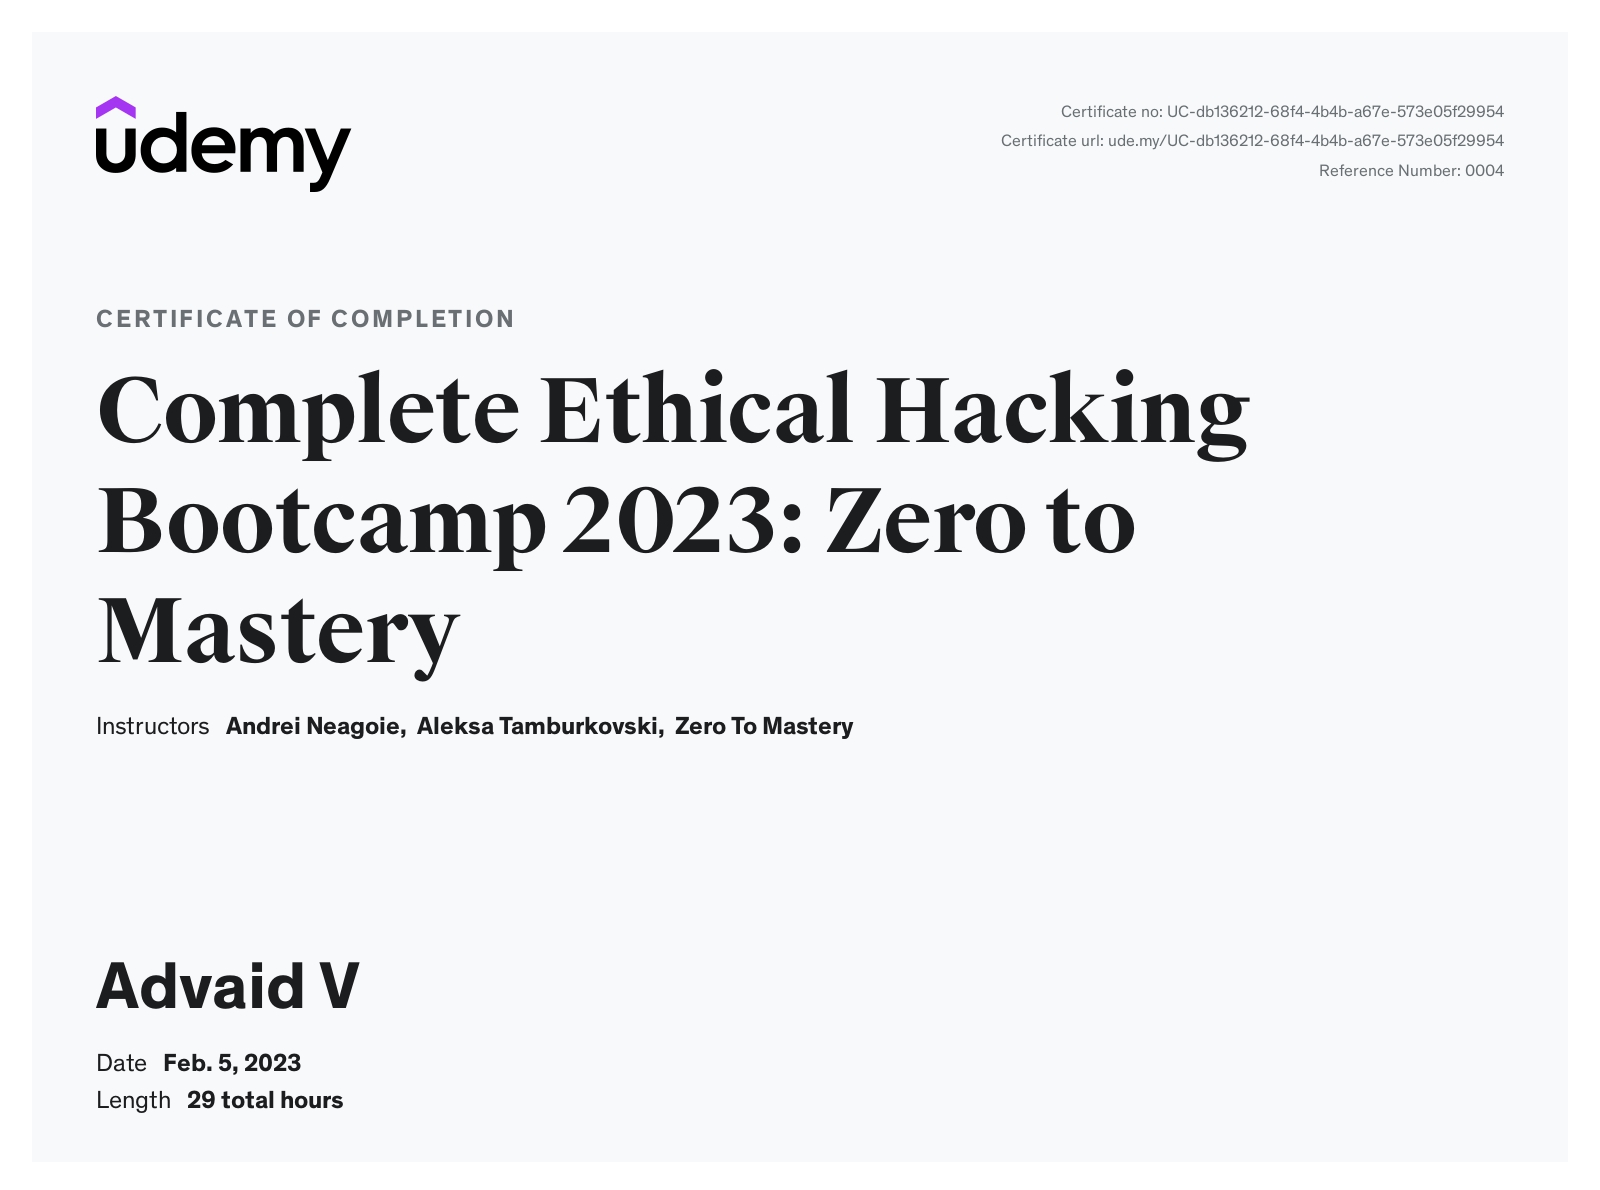 udemy
Certificate no: UC-db136212-68f4-4b4b-a67e-573e05f29954
Certificate url: ude.my/UC-db136212-68f4-4b4b-a67e-573e05f29954
Reference Number: 0004
CERTIFICATE OF COMPLETION
Complete Ethical Hacking
Bootcamp 2023: Zero to
Mastery
Instructors Andrei Neagoie, Aleksa Tamburkovski, Zero To Mastery
Advaid V
Date Feb. 5, 2023
Length 29 total hours